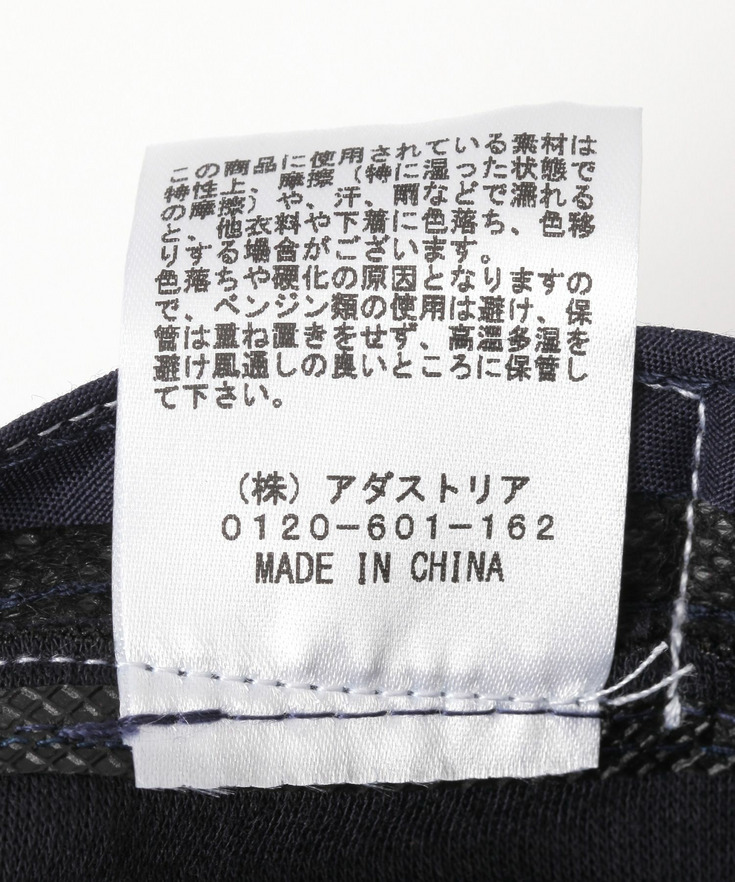 この商品に使用されている素材は
特性上、摩擦（特に湿った状態で
の摩擦）や、汗、雨などで濡れる
と、他衣料や下着に色落ち、色移
りする場合がございます。
色落ちや硬化の原因となりますの
で、ベンジン類の使用は避け、保
管は重ね置きをせず、高温多湿を
避け風通しの良いところに保管し
て下さい。
（株）アダストリア
0120-601-162
MADE IN CHINA